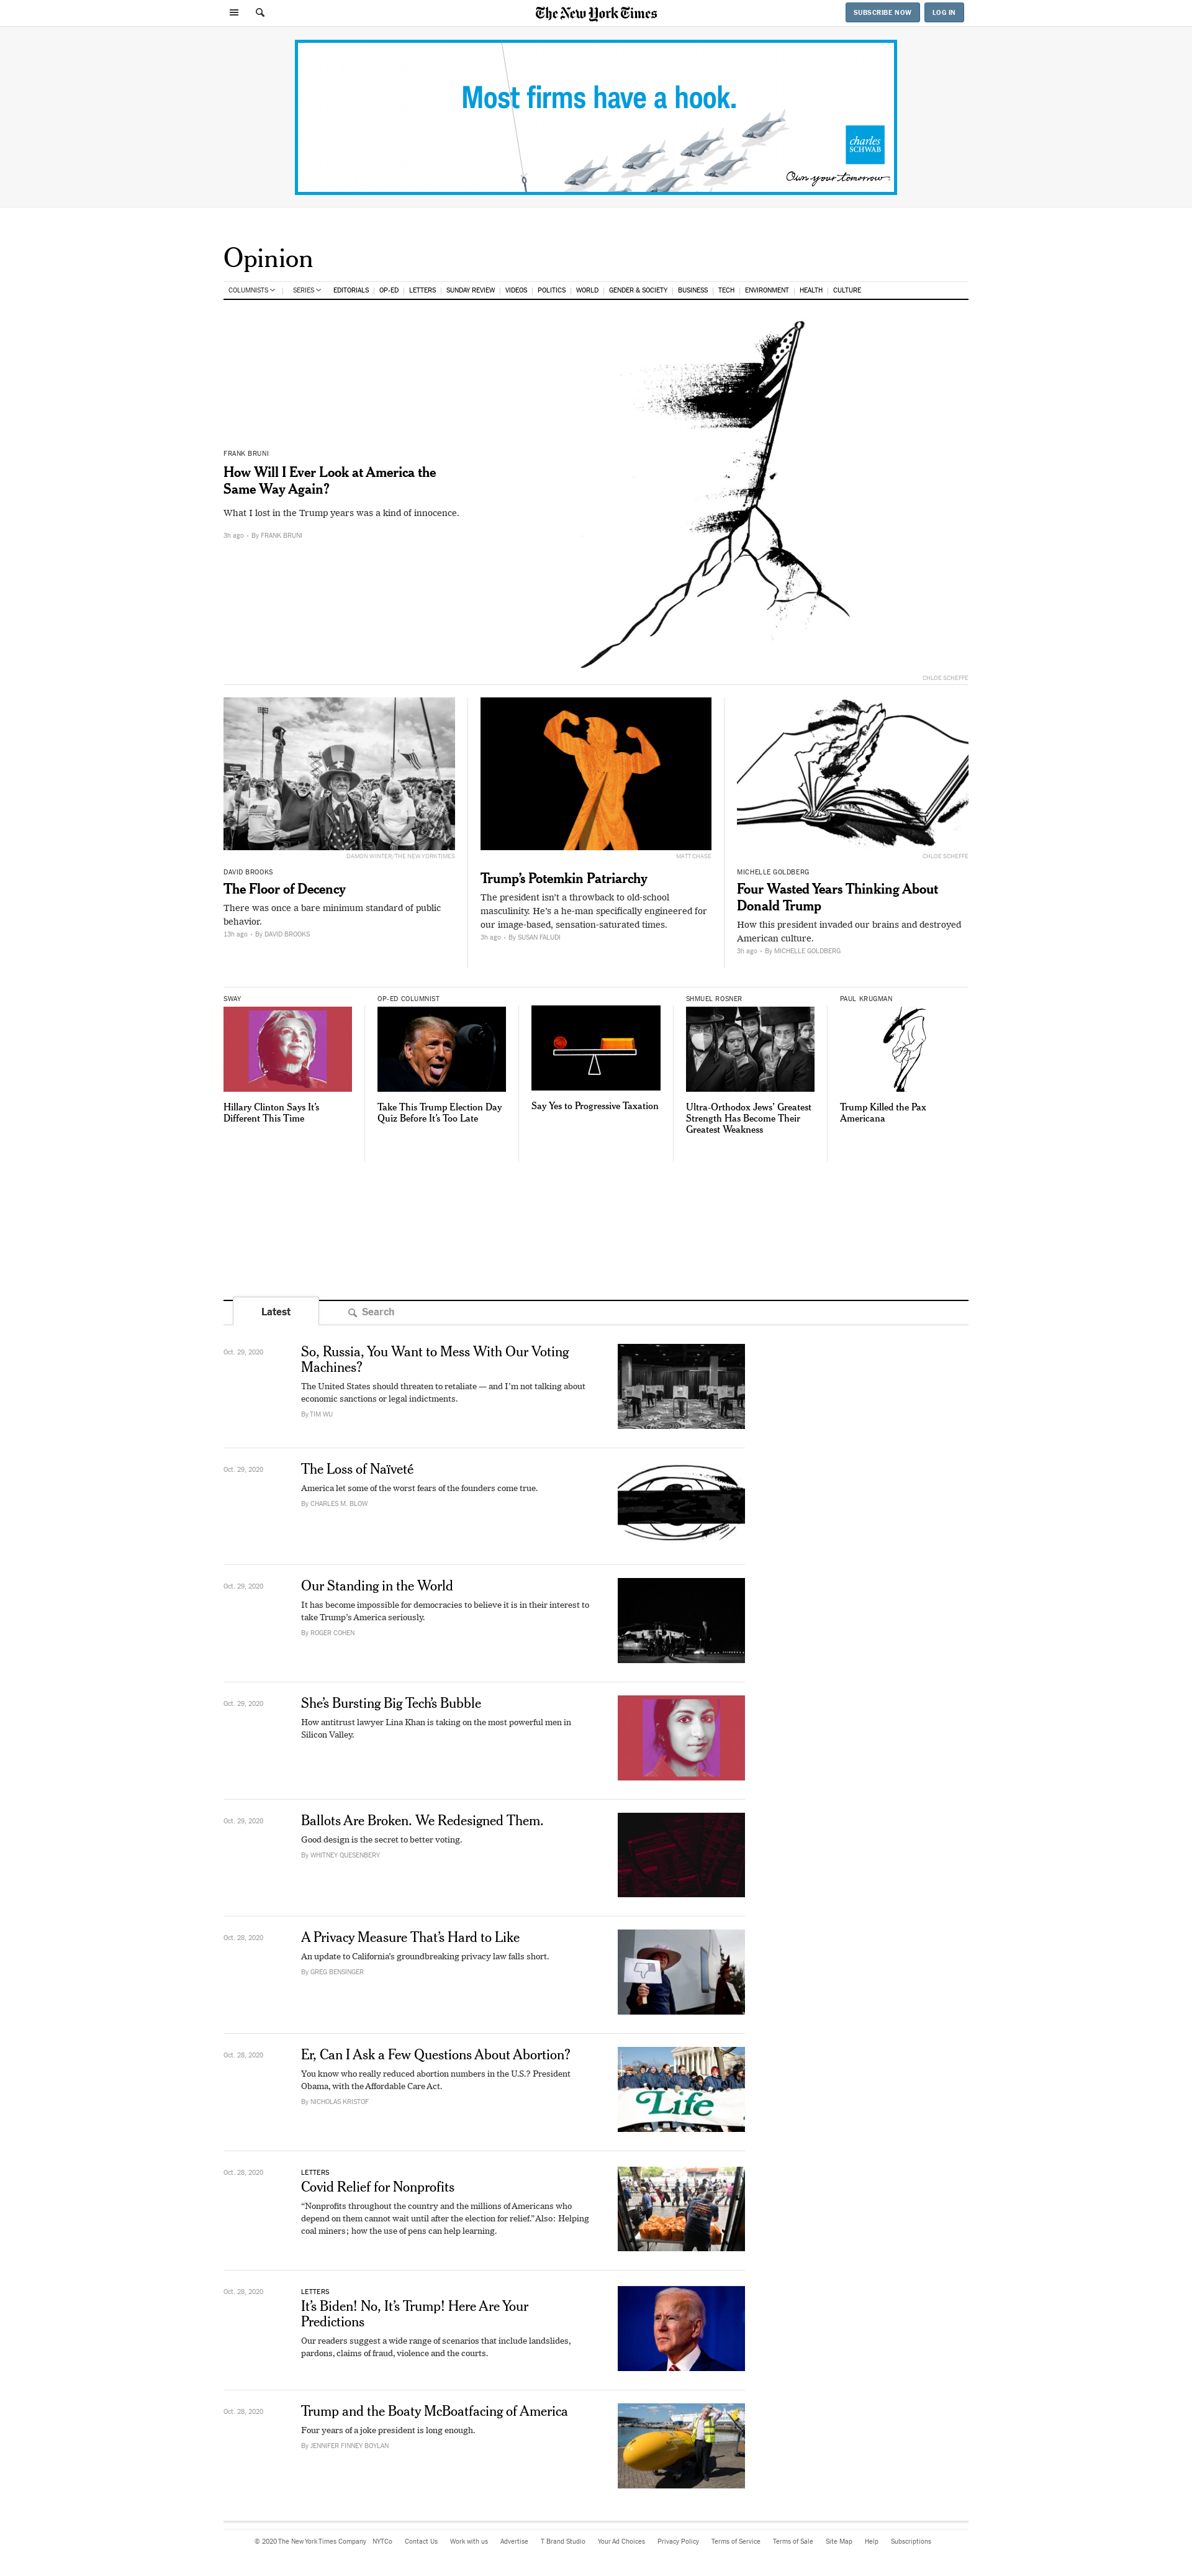 The New York Times
SUBSCRIBE NOW
LOG IN
Most firms have a hook.
charles
SCHWAB
Own your tomorrow.
Opinion
COLUMNISTS | SERIES EDITORIALS | OP-ED | LETTERS | SUNDAY REVIEW | VIDEOS | POLITICS | WORLD | GENDER & SOCIETY | BUSINESS | TECH | ENVIRONMENT | HEALTH | CULTURE
FRANK BRUNI
How Will I Ever Look at America the
Same Way Again?
What I lost in the Trump years was a kind of innocence.
3h ago · By FRANK BRUNI
CHLOE SCHEFFE
DAMON WINTER/THE NEW YORK TIMES
DAVID BROOKS
The Floor of Decency
There was once a bare minimum standard of public
behavior.
13h ago · By DAVID BROOKS
MATT CHASE
Trump's Potemkin Patriarchy
The president isn't a throwback to old-school
masculinity. He's a he-man specifically engineered for
our image-based, sensation-saturated times.
3h ago · By SUSAN FALUDI
CHLOE SCHEFFE
MICHELLE GOLDBERG
Four Wasted Years Thinking About
Donald Trump
How this president invaded our brains and destroyed
American culture.
3h ago · By MICHELLE GOLDBERG
SWAY
Hillary Clinton Says It's
Different This Time
OP-ED COLUMNIST
Take This Trump Election Day
Quiz Before It's Too Late
Say Yes to Progressive Taxation
SHMUEL ROSNER
Ultra-Orthodox Jews' Greatest
Strength Has Become Their
Greatest Weakness
PAUL KRUGMAN
Trump Killed the Pax
Americana
Latest
Search
Oct. 29, 2020
So, Russia, You Want to Mess With Our Voting
Machines?
The United States should threaten to retaliate — and I'm not talking about
economic sanctions or legal indictments.
By TIM WU
Oct. 29, 2020
The Loss of Naïveté
America let some of the worst fears of the founders come true.
By CHARLES M. BLOW
Oct. 29, 2020
Our Standing in the World
It has become impossible for democracies to believe it is in their interest to
take Trump's America seriously.
By ROGER COHEN
Oct. 29, 2020
She's Bursting Big Tech's Bubble
How antitrust lawyer Lina Khan is taking on the most powerful men in
Silicon Valley.
Oct. 29, 2020
Ballots Are Broken. We Redesigned Them.
Good design is the secret to better voting.
By WHITNEY QUESENBERY
Oct. 28, 2020
A Privacy Measure That's Hard to Like
An update to California's groundbreaking privacy law falls short.
By GREG BENSINGER
Oct. 28, 2020
Er, Can I Ask a Few Questions About Abortion?
You know who really reduced abortion numbers in the U.S.? President
Obama, with the Affordable Care Act.
By NICHOLAS KRISTOF
Life
Oct. 28, 2020
LETTERS
Covid Relief for Nonprofits
“Nonprofits throughout the country and the millions of Americans who
depend on them cannot wait until after the election for relief.” Also: Helping
coal miners; how the use of pens can help learning.
Oct. 28, 2020
LETTERS
It's Biden! No, It's Trump! Here Are Your
Predictions
Our readers suggest a wide range of scenarios that include landslides,
pardons, claims of fraud, violence and the courts.
Oct. 28, 2020
Trump and the Boaty McBoatfacing of America
Four years of a joke president is long enough.
By JENNIFER FINNEY BOYLAN
© 2020 The New York Times Company NYTCo Contact Us Work with us Advertise T Brand Studio Your Ad Choices Privacy Policy Terms of Service Terms of Sale Site Map Help Subscriptions